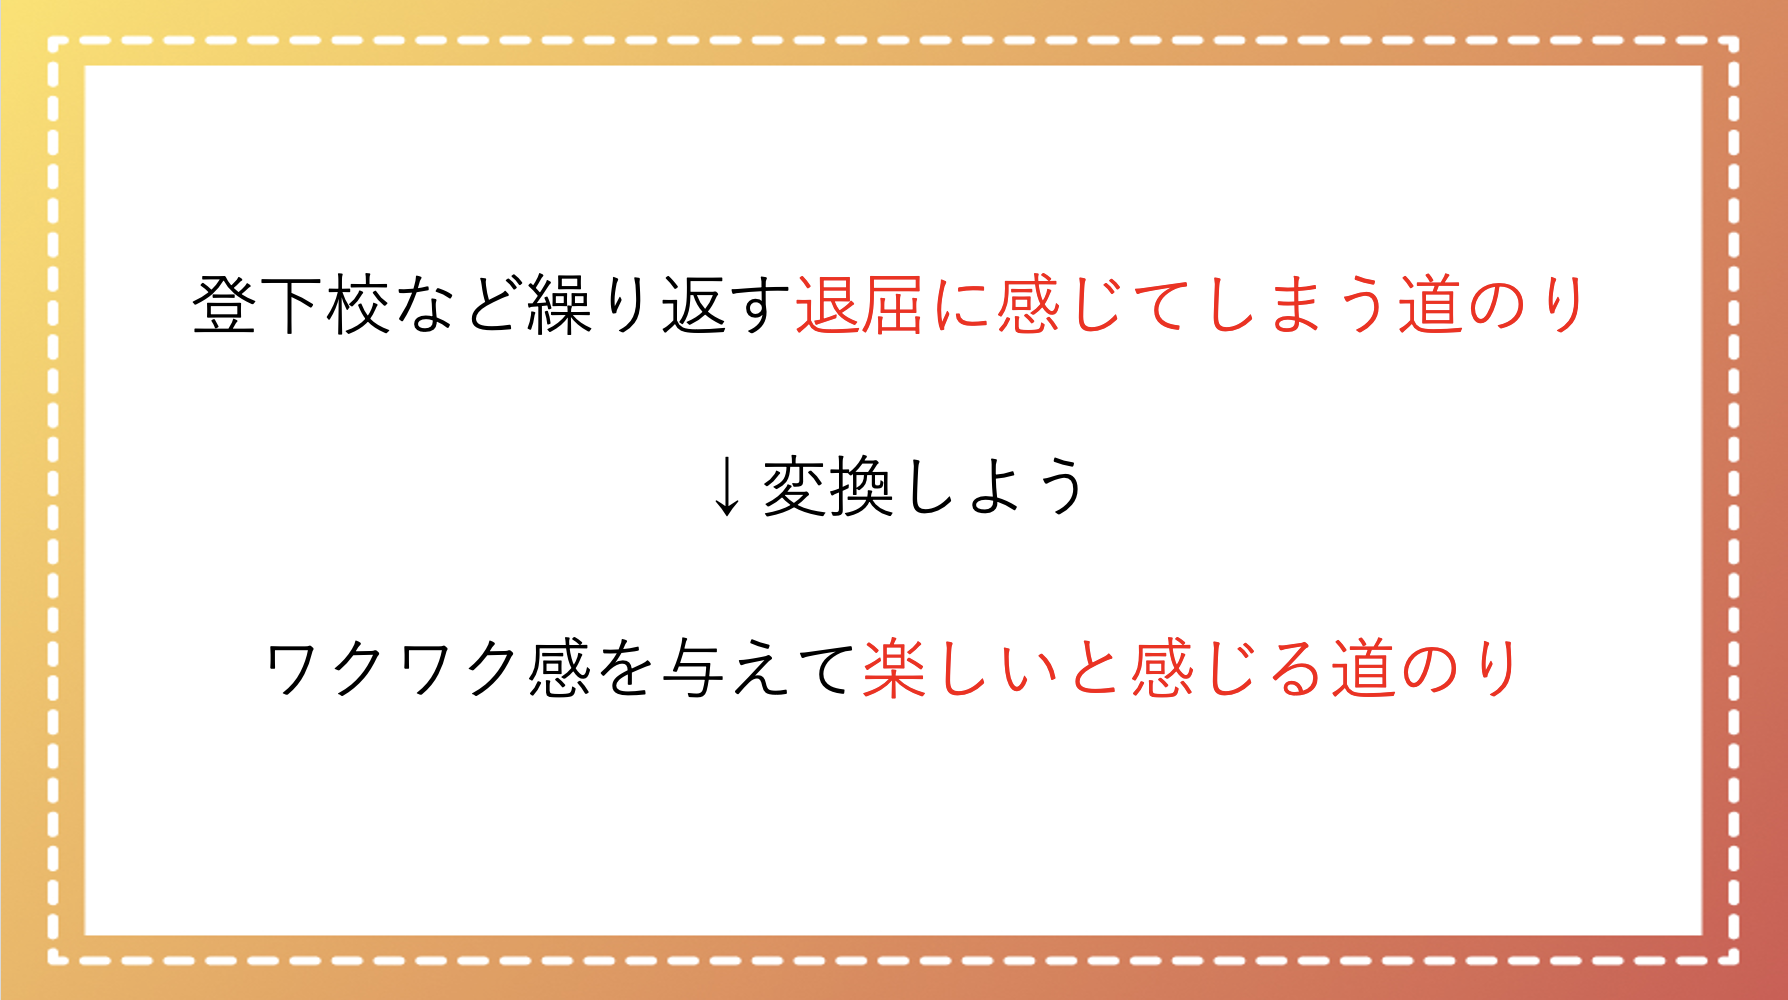 登下校など繰り返す退屈に感じてしまう道のり
↓変換しよう
ワクワク感を与えて楽しいと感じる道のり